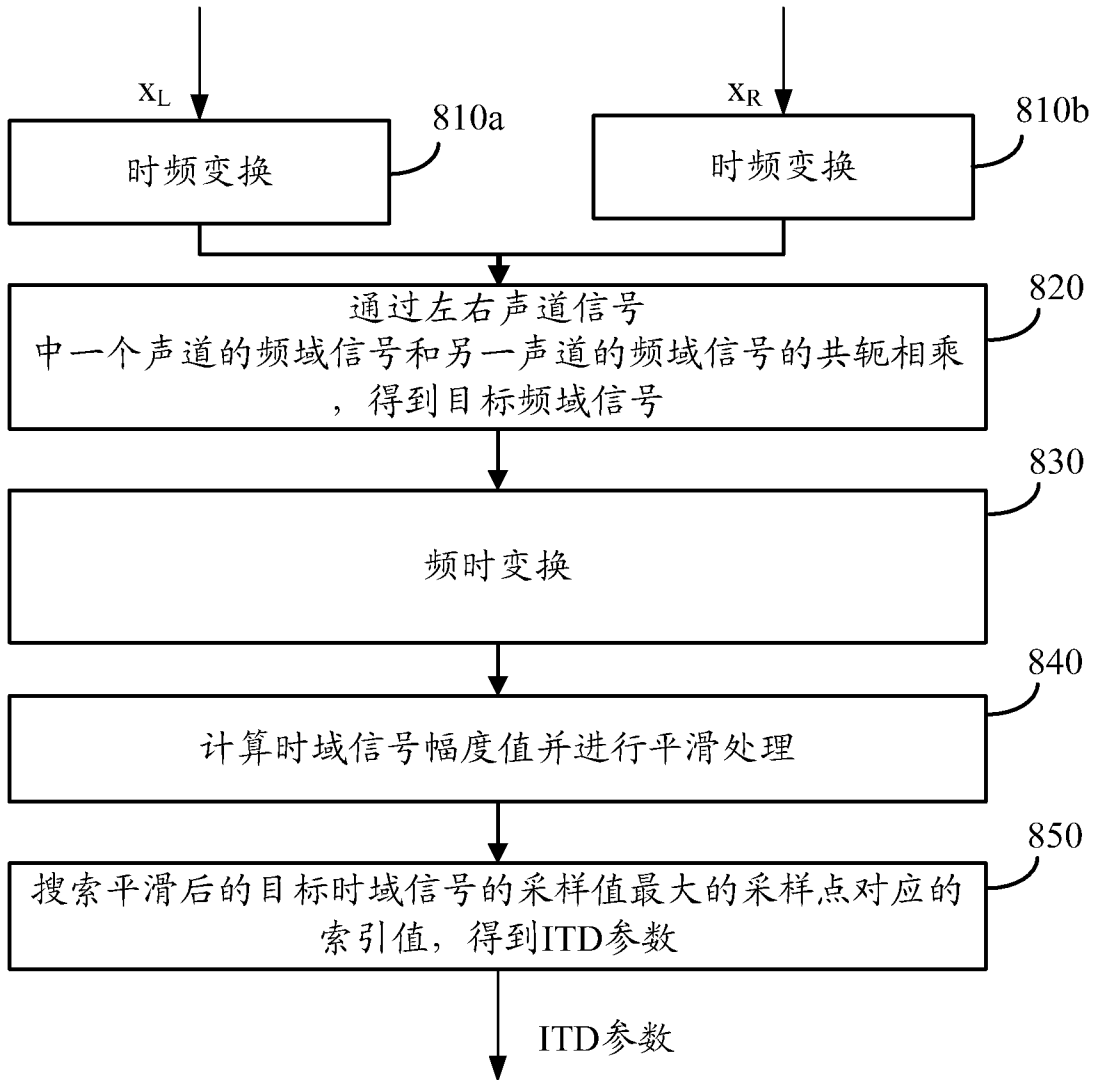 x_L
x_R
810a
810b
时频变换
时频变换
820
通过左右声道信号
中一个声道的频域信号和另一声道的频域信号的共轭相乘
，得到目标频域信号
830
频时变换
840
计算时域信号幅度值并进行平滑处理
850
搜索平滑后的目标时域信号的采样值最大的采样点对应的
索引值，得到ITD参数
ITD参数